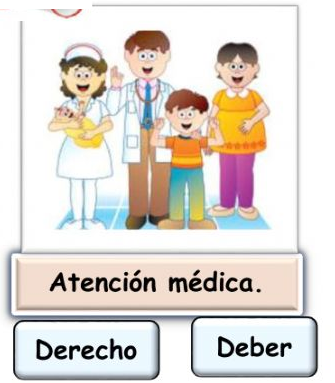 Atención médica.
Derecho
Deber